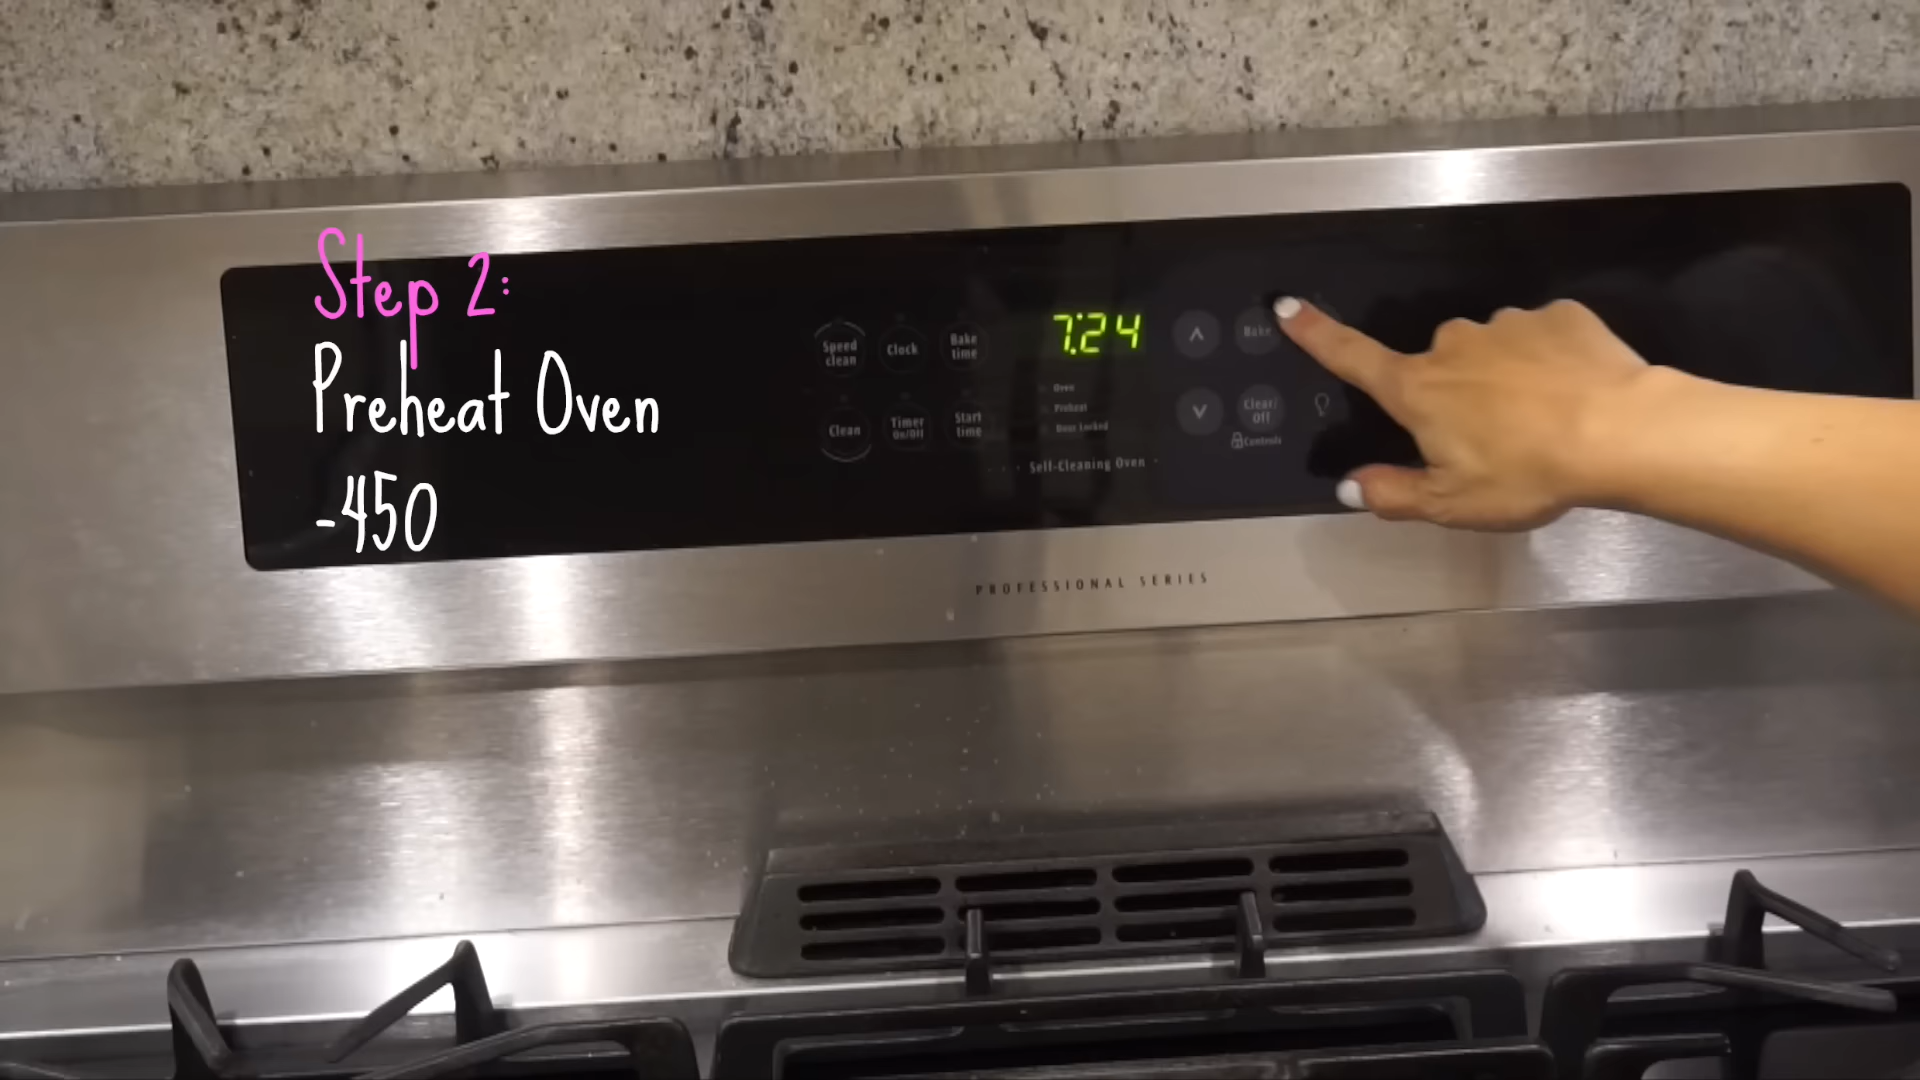 Step 2:
Preheat Oven
-450
Speed clean
Clock
Bake time
7:24
Bake
Clean
Timer On/Off
Start time
Oven
Preheat
Door Locked
Clear/Off
Controls
Self-Cleaning Oven
PROFESSIONAL SERIES